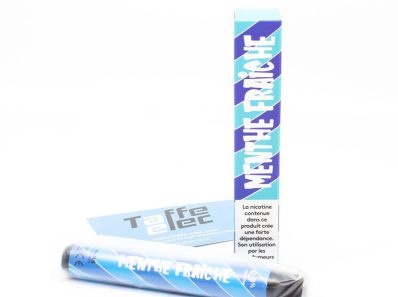 MENTHE FRAÎCHE
La nicotine
contenue
dans ce
produit crée
une forte
dépendance.
Son utilisation
par les
Taffe
elec
MENTHE FRAÎCHE